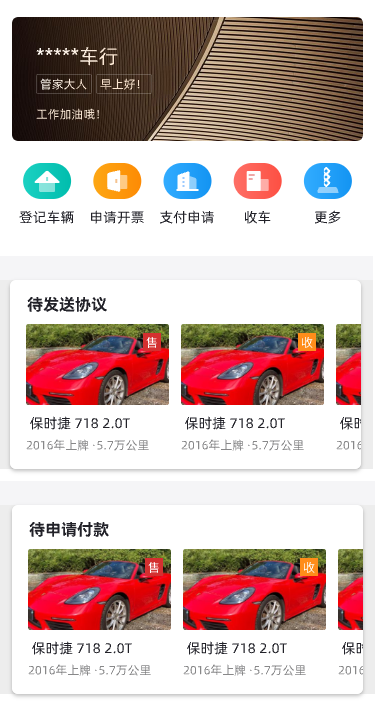 *****车行
管家大人 早上好！
工作加油哦！
登记车辆 申请开票 支付申请 收车 更多
待发送协议
售 收
保时捷 718 2.0T 保时捷 718 2.0T 保时
2016年上牌 ·5.7万公里 2016年上牌 ·5.7万公里 2016
待申请付款
售 收
保时捷 718 2.0T 保时捷 718 2.0T 保时
2016年上牌 ·5.7万公里 2016年上牌 ·5.7万公里 2016